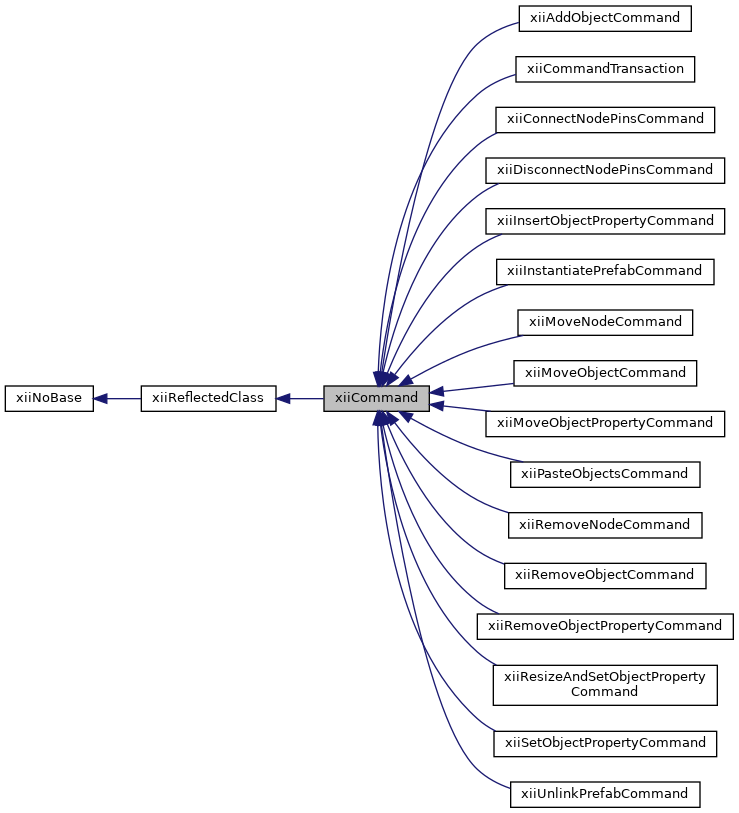 xiiAddObjectCommand
xiiCommandTransaction
xiiConnectNodePinsCommand
xiiDisconnectNodePinsCommand
xiiInsertObjectPropertyCommand
xiiInstantiatePrefabCommand
xiiMoveNodeCommand
xiiMoveObjectCommand
xiiNoBase
xiiReflectedClass
xiiCommand
xiiMoveObjectPropertyCommand
xiiPasteObjectsCommand
xiiRemoveNodeCommand
xiiRemoveObjectCommand
xiiRemoveObjectPropertyCommand
xiiResizeAndSetObjectProperty
Command
xiiSetObjectPropertyCommand
xiiUnlinkPrefabCommand